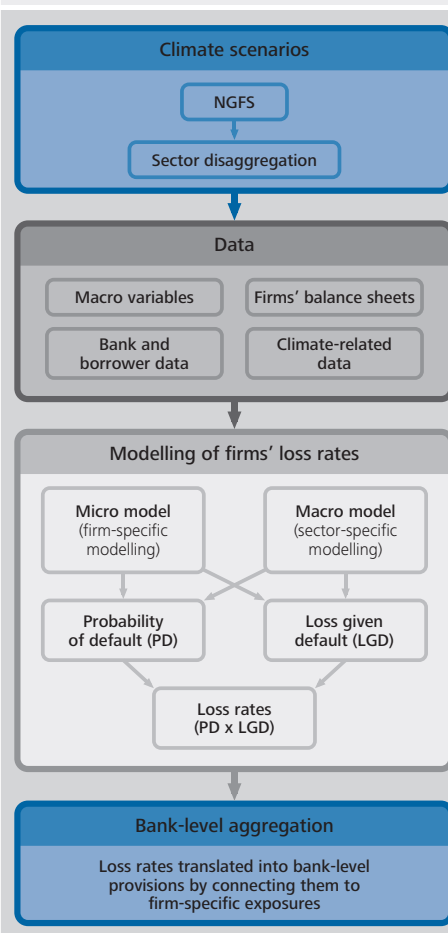 Climate scenarios
NGFS
Sector disaggregation
Data
Macro variables
Firms' balance sheets
Bank and
borrower data
Climate-related
data
Modelling of firms' loss rates
Micro model
(firm-specific
modelling)
Macro model
(sector-specific
modelling)
Probability
of default (PD)
Loss given
default (LGD)
Loss rates
(PD x LGD)
Bank-level aggregation
Loss rates translated into bank-level
provisions by connecting them to
firm-specific exposures